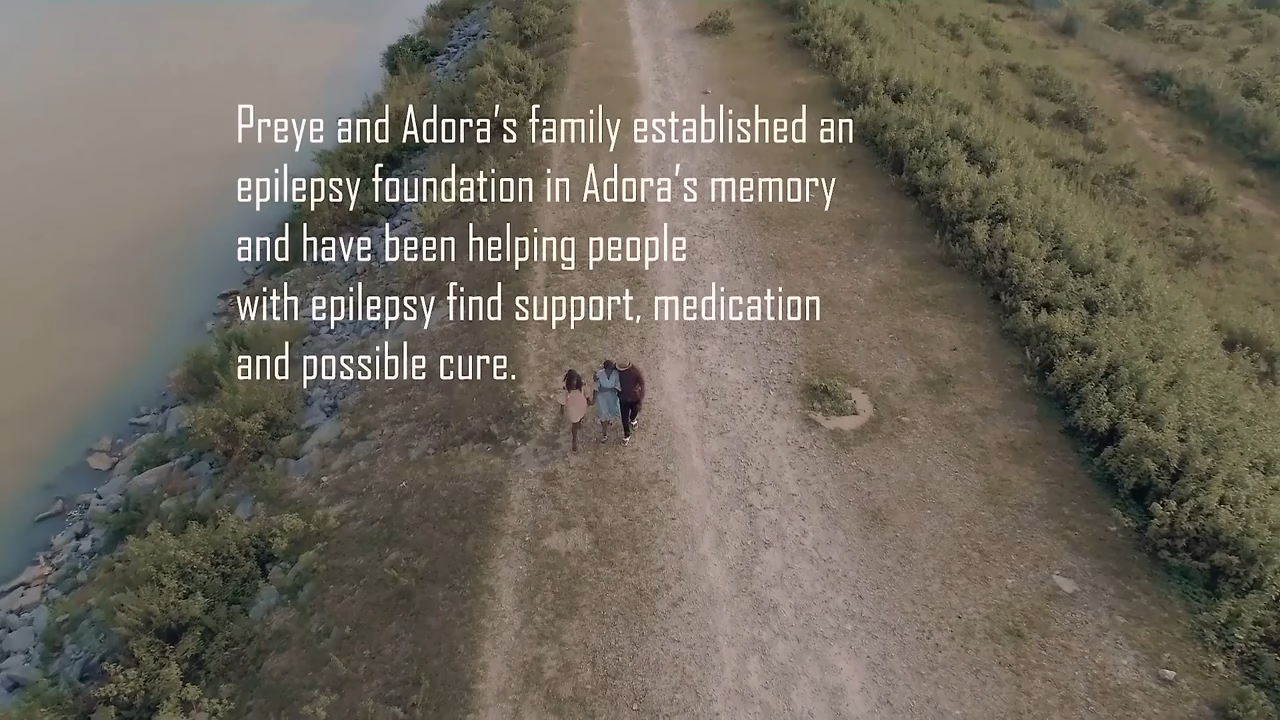 Preye and Adora's family established an
epilepsy foundation in Adora's memory
and have been helping people
with epilepsy find support, medication
and possible cure.